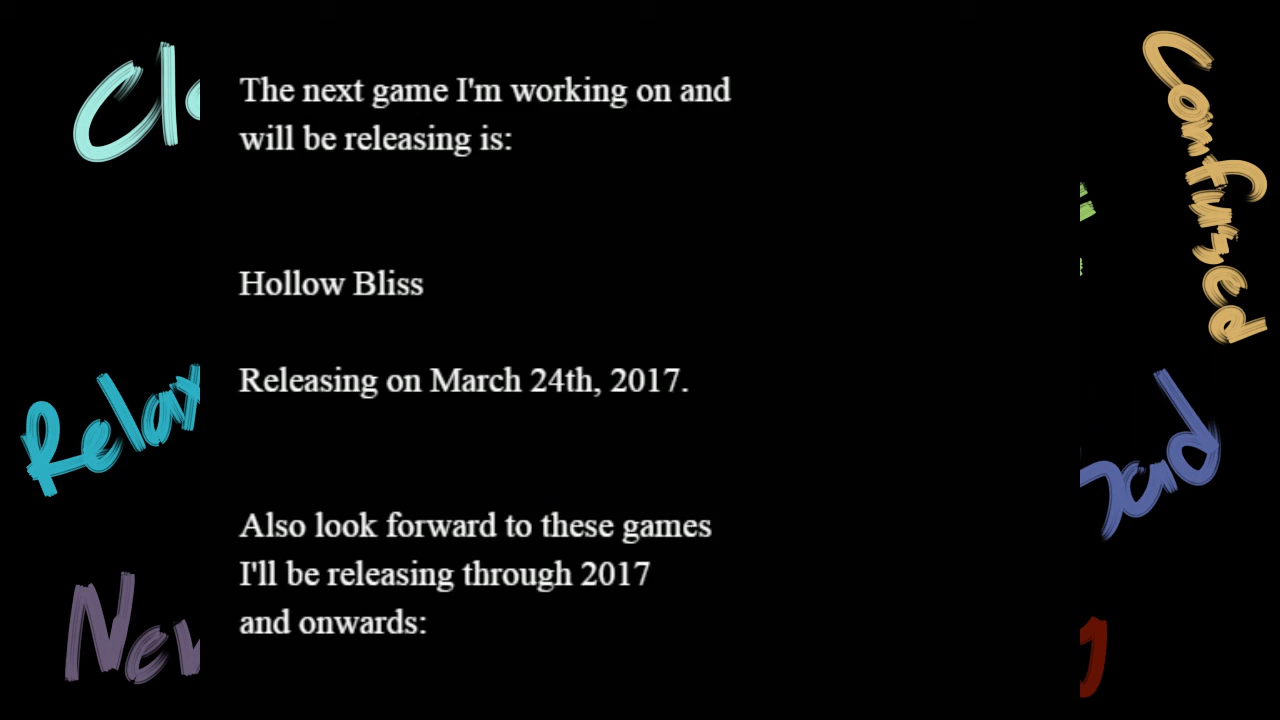 The next game I'm working on and
will be releasing is:
Hollow Bliss
Releasing on March 24th, 2017.
Also look forward to these games
I'll be releasing through 2017
and onwards:
Confused